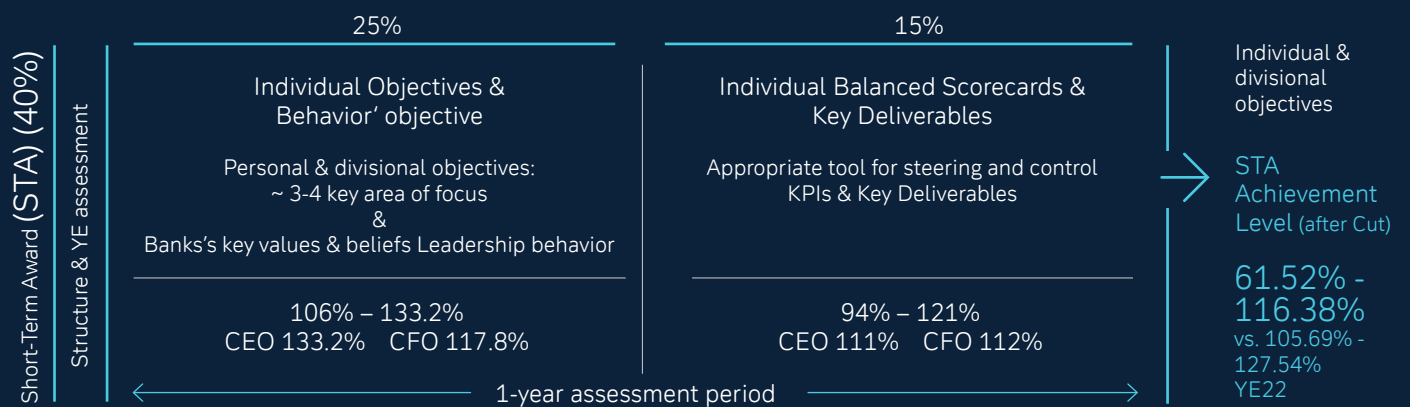 Short-Term Award (STA) (40%)
Structure & YE assessment
25%
Individual Objectives &
Behavior‘ objective
Personal & divisional objectives:
~ 3-4 key area of focus
&
Banks's key values & beliefs Leadership behavior
106% – 133.2%
CEO 133.2% CFO 117.8%
15%
Individual Balanced Scorecards &
Key Deliverables
Appropriate tool for steering and control
KPIs & Key Deliverables
94% – 121%
CEO 111% CFO 112%
1-year assessment period
Individual &
divisional
objectives
STA
Achievement
Level (after Cut)
61.52% -
116.38%
vs. 105.69% -
127.54%
YE22